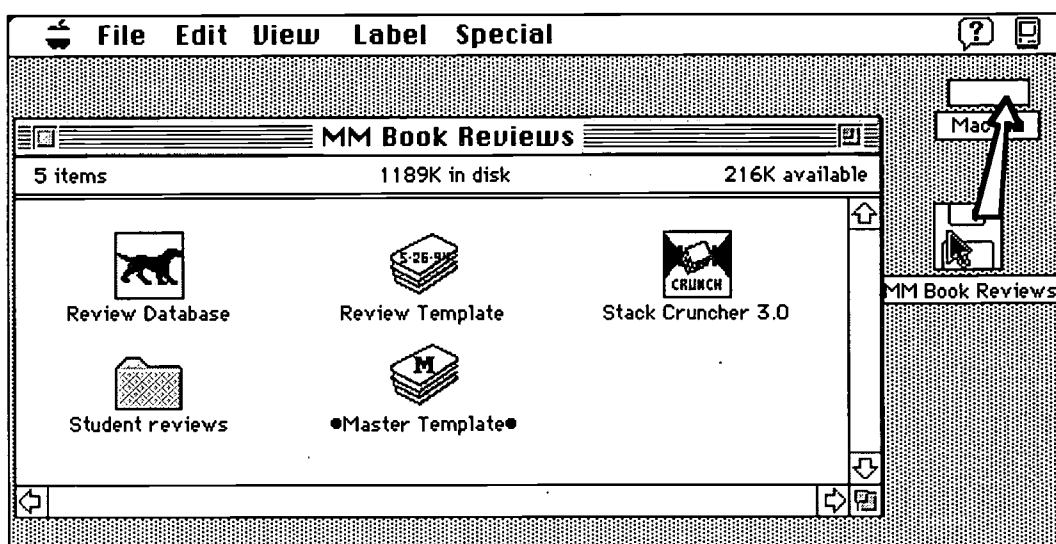 File Edit View Label Special
MM Book Reviews
5 items 1189K in disk 216K available
5-26-94
CRUNCH
Review Database Review Template Stack Cruncher 3.0
M
Student reviews ●Master Template●
Mac
MM Book Reviews